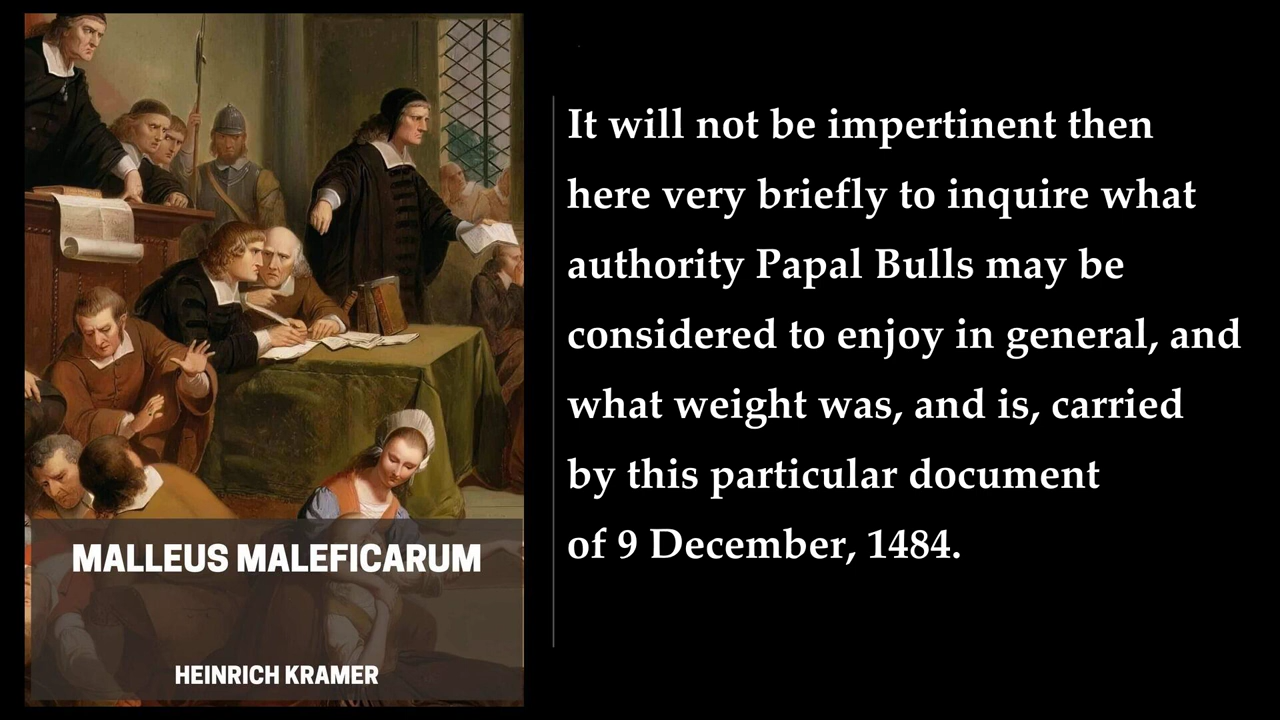 MALLEUS MALEFICARUM
HEINRICH KRAMER
It will not be impertinent then
here very briefly to inquire what
authority Papal Bulls may be
considered to enjoy in general, and
what weight was, and is, carried
by this particular document
of 9 December, 1484.